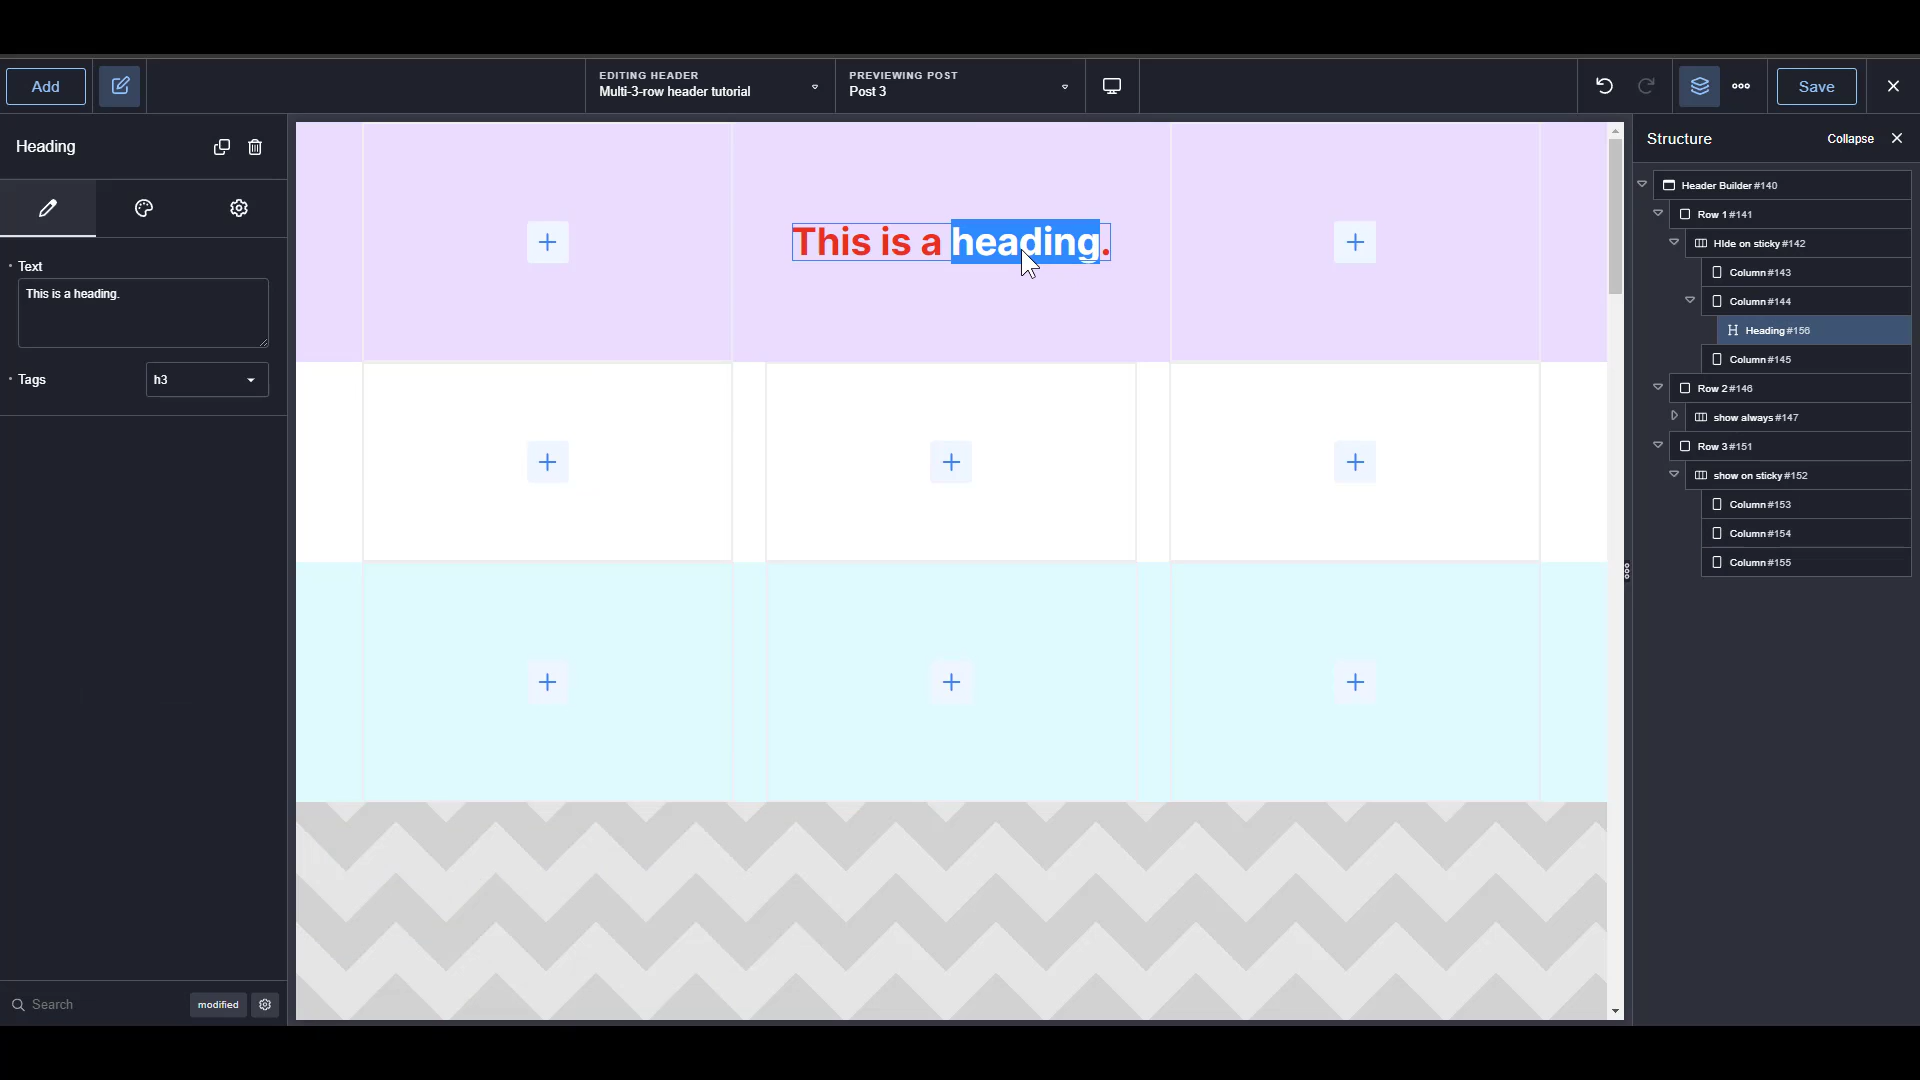 Add
EDITING HEADER
Multi-3-row header tutorial
PREVIEWING POST
Post 3
Save
Heading
Text
This is a heading.
Tags
h3
Search
modified
This is a heading.
Structure
Collapse
Header Builder #140
Row 1 #141
HIde on sticky #142
Column #143
Column #144
Heading #156
Column #145
Row 2 #146
show always #147
Row 3 #151
show on sticky #152
Column #153
Column #154
Column #155